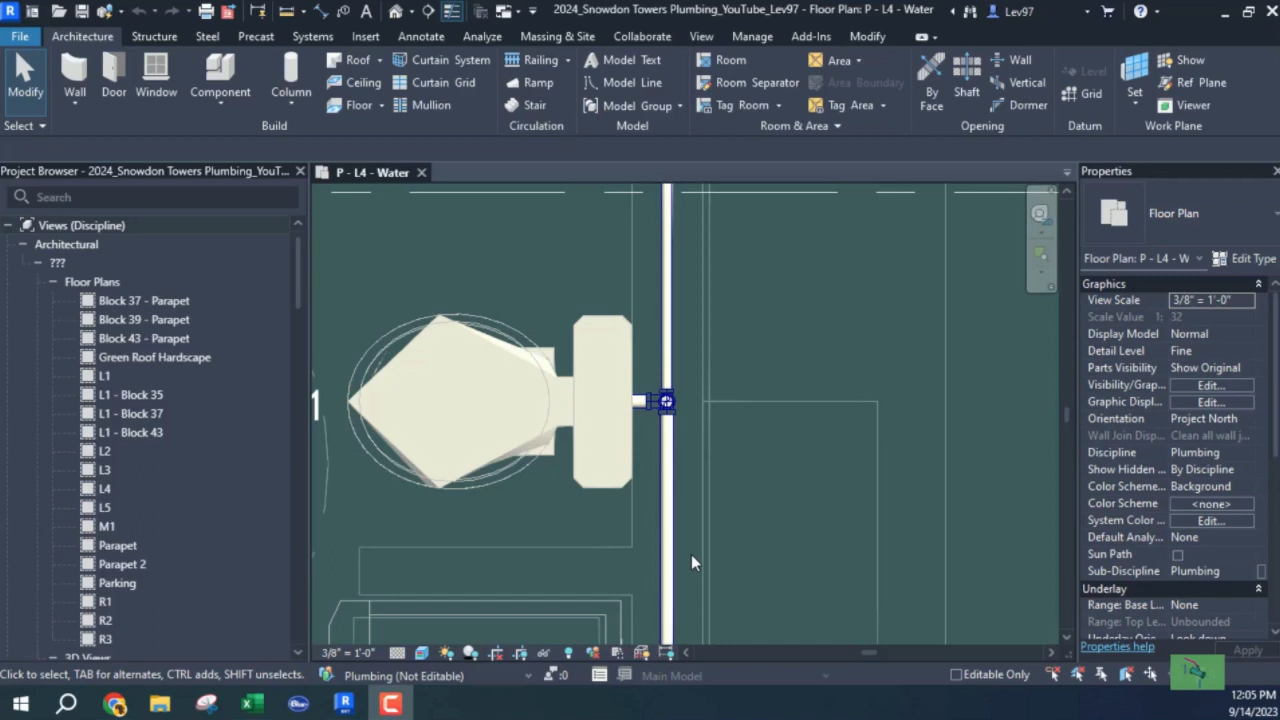 2024_Snowdon Towers Plumbing_YouTube_Lev97 - Floor Plan: P - L4 - Water
Lev97
File Architecture Structure Steel Precast Systems Insert Annotate Analyze Massing & Site Collaborate View Manage Add-Ins Modify
Modify
Wall
Door
Window
Component
Column
Roof
Ceiling
Floor
Curtain System
Curtain Grid
Mullion
Railing
Ramp
Stair
Model Text
Model Line
Model Group
Room
Room Separator
Tag Room
Area
Area Boundary
Tag Area
By Face
Shaft
Wall
Vertical
Dormer
Level
Grid
Set
Show
Ref Plane
Viewer
Select
Build
Circulation
Model
Room & Area
Opening
Datum
Work Plane
Project Browser - 2024_Snowdon Towers Plumbing_YouT...
Search
Views (Discipline)
Architectural
???
Floor Plans
Block 37 - Parapet
Block 39 - Parapet
Block 43 - Parapet
Green Roof Hardscape
L1
L1 - Block 35
L1 - Block 37
L1 - Block 43
L2
L3
L4
L5
M1
Parapet
Parapet 2
Parking
R1
R2
R3
3D Views
P - L4 - Water
1
3/8" = 1'-0"
Properties
Floor Plan
Floor Plan: P - L4 - W
Edit Type
Graphics
View Scale 3/8" = 1'-0"
Scale Value 1: 32
Display Model Normal
Detail Level Fine
Parts Visibility Show Original
Visibility/Grap... Edit...
Graphic Displ... Edit...
Orientation Project North
Wall Join Disp... Clean all wall j...
Discipline Plumbing
Show Hidden ... By Discipline
Color Scheme... Background
Color Scheme <none>
System Color ... Edit...
Default Analy... None
Sun Path
Sub-Discipline Plumbing
Underlay
Range: Base L... None
Range: Top Le... Unbounded
Underlay Orie... Look down
Properties help
Apply
Click to select, TAB for alternates, CTRL adds, SHIFT unselects.
Plumbing (Not Editable)
:0
Main Model
Editable Only
12:05 PM
9/14/2023